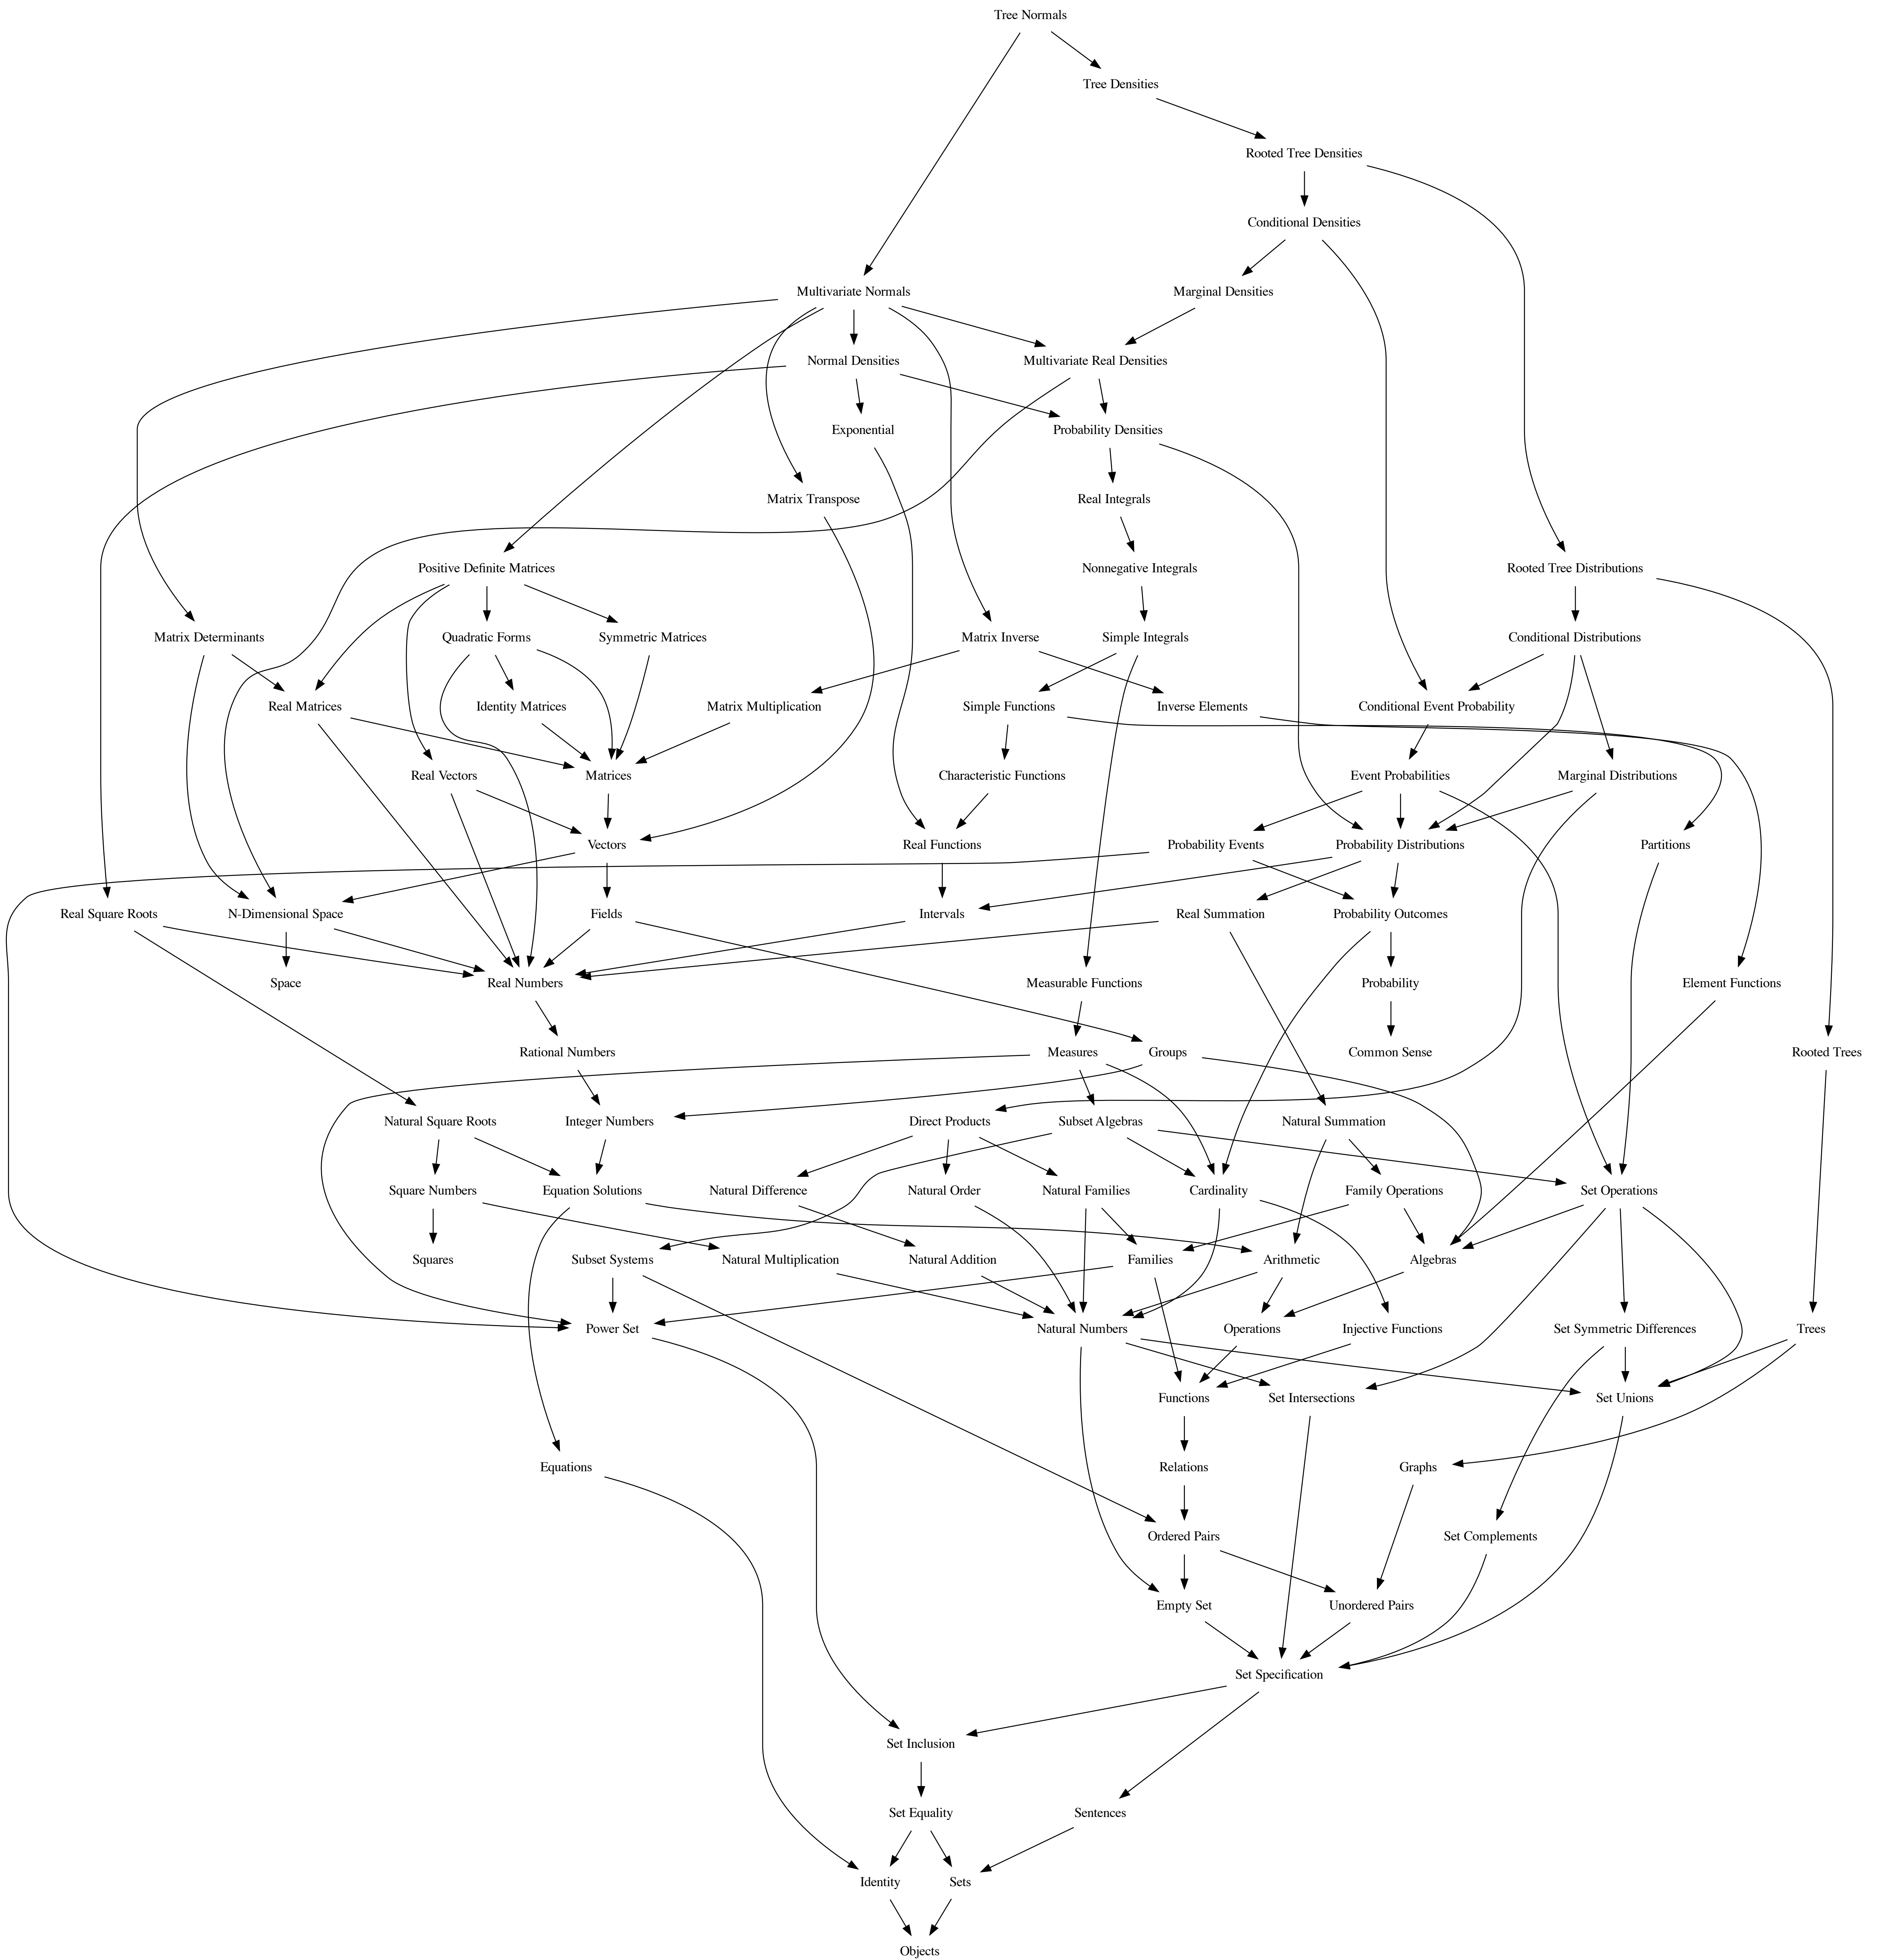 Tree Normals
Tree Densities
Rooted Tree Densities
Conditional Densities
Multivariate Normals
Marginal Densities
Normal Densities
Multivariate Real Densities
Exponential
Probability Densities
Matrix Transpose
Real Integrals
Positive Definite Matrices
Nonnegative Integrals
Rooted Tree Distributions
Matrix Determinants
Quadratic Forms
Symmetric Matrices
Matrix Inverse
Simple Integrals
Conditional Distributions
Real Matrices
Identity Matrices
Matrix Multiplication
Simple Functions
Inverse Elements
Conditional Event Probability
Real Vectors
Matrices
Characteristic Functions
Event Probabilities
Marginal Distributions
Vectors
Real Functions
Probability Events
Probability Distributions
Partitions
Real Square Roots
N-Dimensional Space
Fields
Intervals
Real Summation
Probability Outcomes
Space
Real Numbers
Measurable Functions
Probability
Element Functions
Rational Numbers
Measures
Groups
Common Sense
Rooted Trees
Natural Square Roots
Integer Numbers
Direct Products
Subset Algebras
Natural Summation
Square Numbers
Equation Solutions
Natural Difference
Natural Order
Natural Families
Cardinality
Family Operations
Set Operations
Squares
Subset Systems
Natural Multiplication
Natural Addition
Families
Arithmetic
Algebras
Power Set
Natural Numbers
Operations
Injective Functions
Set Symmetric Differences
Trees
Functions
Set Intersections
Set Unions
Equations
Relations
Graphs
Ordered Pairs
Set Complements
Empty Set
Unordered Pairs
Set Specification
Set Inclusion
Set Equality
Sentences
Identity
Sets
Objects